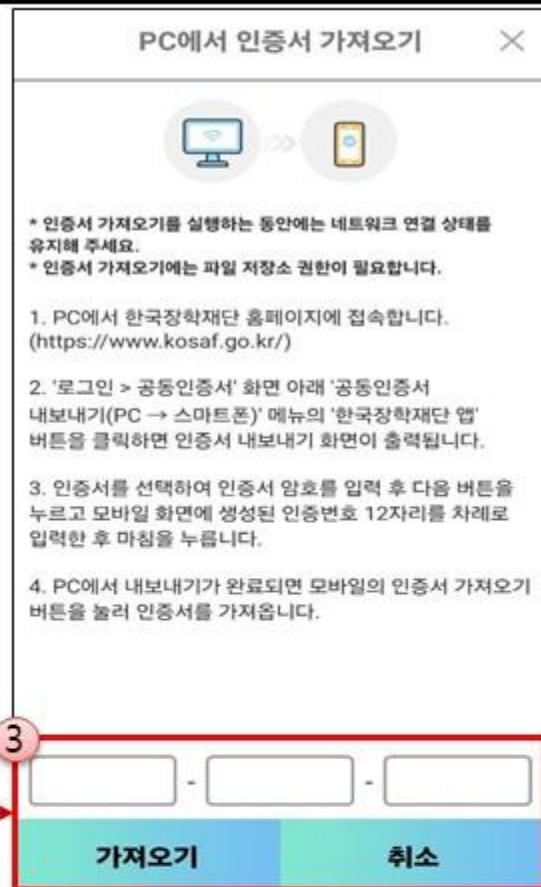 PC에서 인증서 가져오기
* 인증서 가져오기를 실행하는 동안에는 네트워크 연결 상태를
유지해 주세요.
* 인증서 가져오기에는 파일 저장소 권한이 필요합니다.
1. PC에서 한국장학재단 홈페이지에 접속합니다.
(https://www.kosaf.go.kr/)
2. '로그인 > 공동인증서' 화면 아래 '공동인증서
내보내기(PC → 스마트폰)' 메뉴의 '한국장학재단 앱'
버튼을 클릭하면 인증서 내보내기 화면이 출력됩니다.
3. 인증서를 선택하여 인증서 암호를 입력 후 다음 버튼을
누르고 모바일 화면에 생성된 인증번호 12자리를 차례로
입력한 후 마침을 누릅니다.
4. PC에서 내보내기가 완료되면 모바일의 인증서 가져오기
버튼을 눌러 인증서를 가져옵니다.
3
- -
가져오기 취소